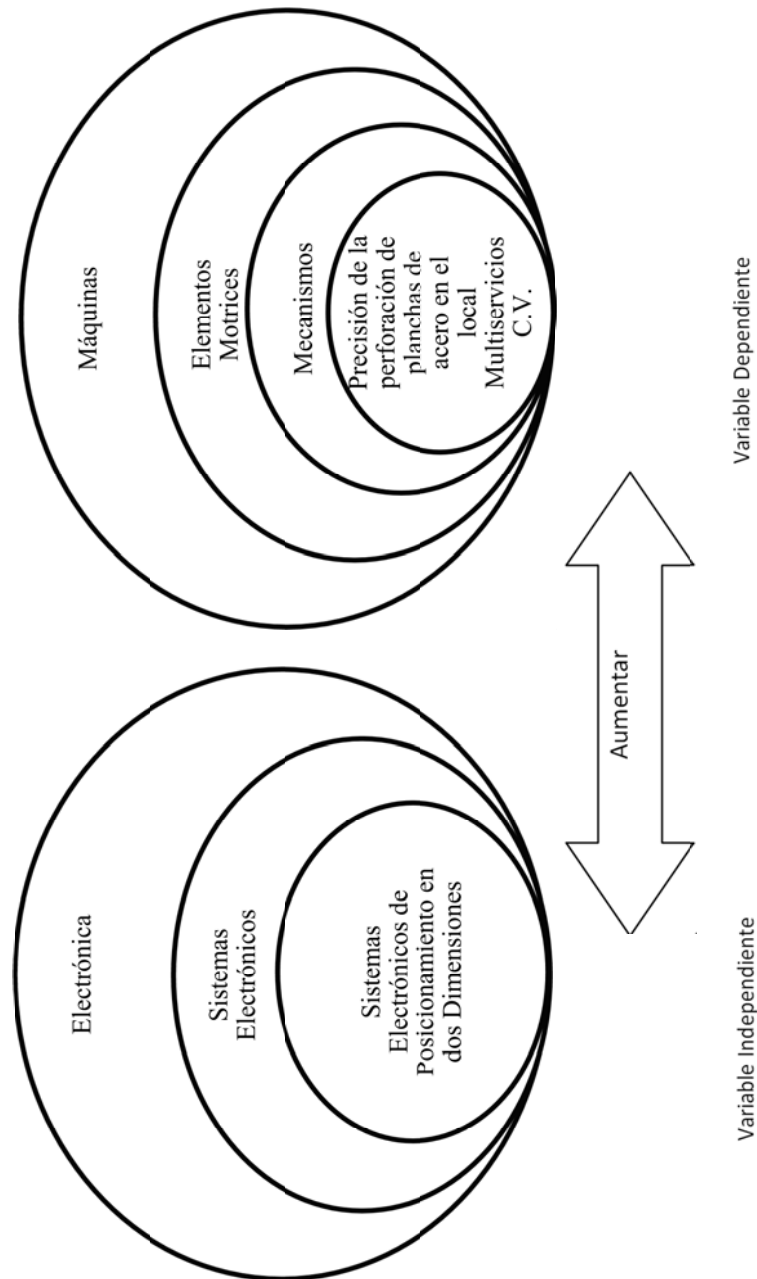 Electrónica
Sistemas
Electrónicos
Sistemas
Electrónicos de
Posicionamiento en
dos Dimensiones
Máquinas
Elementos
Motrices
Mecanismos
Precisión de la
perforación de
planchas de
acero en el
local
Multiservicios
C.V.
Aumentar
Variable Independiente
Variable Dependiente